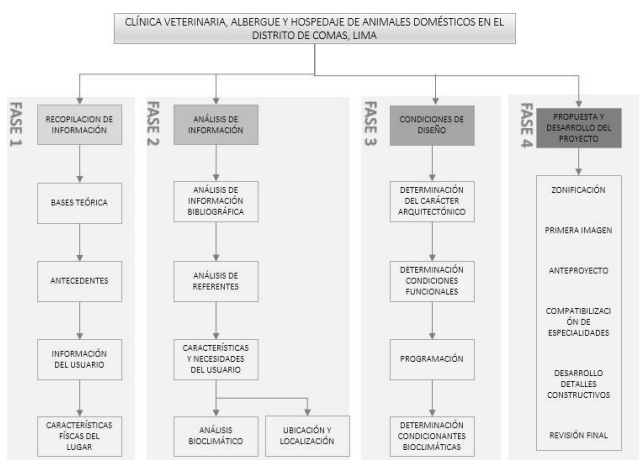 CLÍNICA VETERINARIA, ALBERGUE Y HOSPEDAJE DE ANIMALES DOMÉSTICOS EN EL
DISTRITO DE COMAS, LIMA
FASE 1
RECOPILACION DE
INFORMACIÓN
BASES TEÓRICA
ANTECEDENTES
INFORMACIÓN
DEL USUARIO
CARACTERÍSTICAS
FÍSCAS DEL
LUGAR
FASE 2
ANÁLISIS DE
INFORMACIÓN
ANÁLISIS DE
INFORMACIÓN
BIBLIOGRÁFICA
ANÁLISIS DE
REFERENTES
CARACTERÍSTICAS
Y NECESIDADES
DEL USUARIO
ANÁLISIS
BIOCLIMÁTICO
UBICACIÓN Y
LOCALIZACIÓN
FASE 3
CONDICIONES DE
DISEÑO
DETERMINACIÓN
DEL CARÁCTER
ARQUITECTÓNICO
DETERMINACIÓN
CONDICIONES
FUNCIONALES
PROGRAMACIÓN
DETERMINACIÓN
CONDICIONANTES
BIOCLIMÁTICAS
FASE 4
PROPUESTA Y
DESARROLLO DEL
PROYECTO
ZONIFICACIÓN
PRIMERA IMAGEN
ANTEPROYECTO
COMPATIBILIZACI
ÓN DE
ESPECIALIDADES
DESARROLLO
DETALLES
CONSTRUCTIVOS
REVISIÓN FINAL